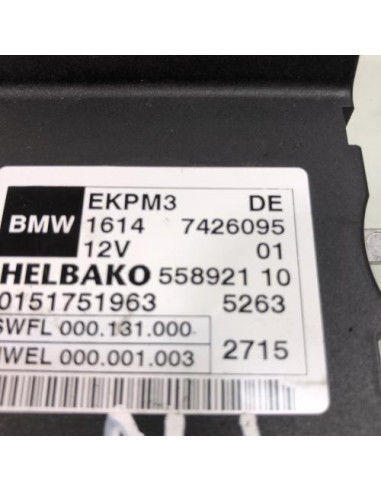 BMW
EKPM3 DE
1614 7426095
12V 01
HELBAKO 558921 10
0151751963 5263
SWFL 000.131.000
HWEL 000.001.003 2715